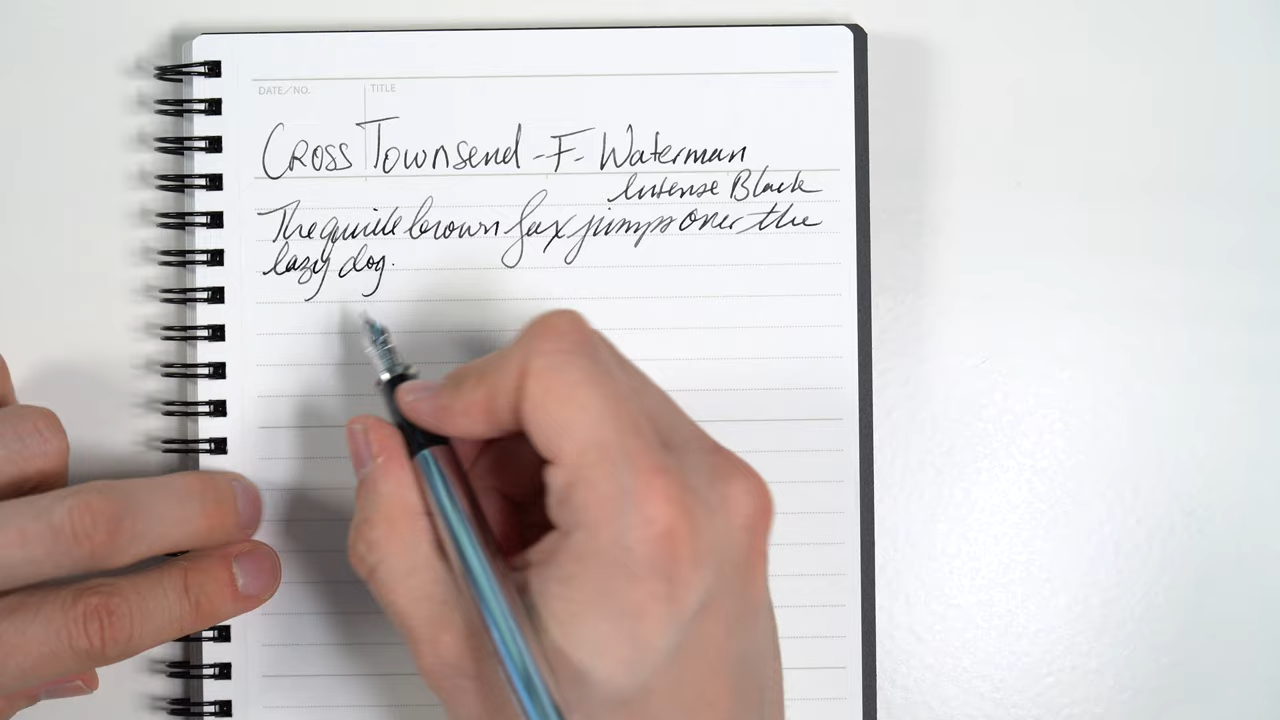 DATE/NO. TITLE
Cross Townsend - F - Waterman
Intense Black
The quick brown fox jumps over the
lazy dog.